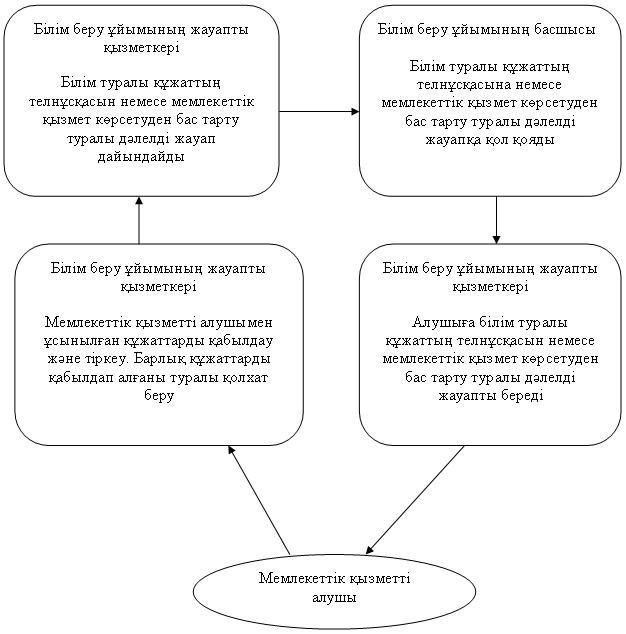 Білім беру ұйымының жауапты
қызметкері
Білім туралы құжаттың
телнұсқасын немесе мемлекеттік
қызмет көрсетуден бас тарту
туралы дәлелді жауап
дайындайды
Білім беру ұйымының басшысы
Білім туралы құжаттың
телнұсқасына немесе
мемлекеттік қызмет көрсетуден
бас тарту туралы дәлелді
жауапқа қол қояды
Білім беру ұйымының жауапты
қызметкері
Мемлекеттік қызметті алушымен
ұсынылған құжаттарды қабылдау
және тіркеу. Барлық құжаттарды
қабылдап алғаны туралы қолхат
беру
Білім беру ұйымының жауапты
қызметкері
Алушыға білім туралы
құжаттың телнұсқасын немесе
мемлекеттік қызмет көрсетуден
бас тарту туралы дәлелді
жауапты береді
Мемлекеттік қызметті
алушы